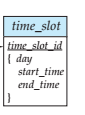 time_slot
time_slot_id
{ day
start_time
end_time
}